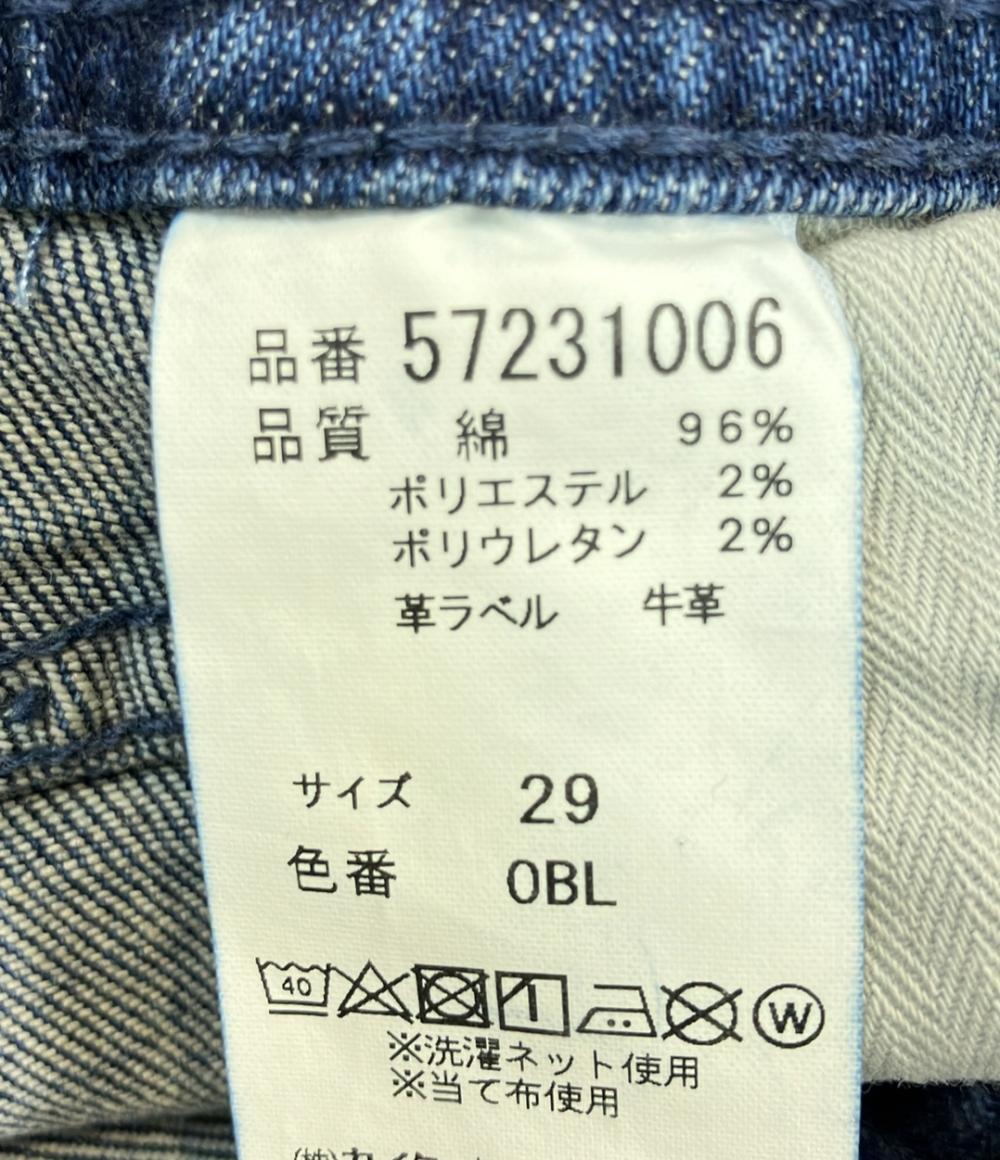 品番 57231006
品質 綿 96%
ポリエステル 2%
ポリウレタン 2%
革ラベル 牛革
サイズ 29
色番 0BL
40 W
※洗濯ネット使用
※当て布使用